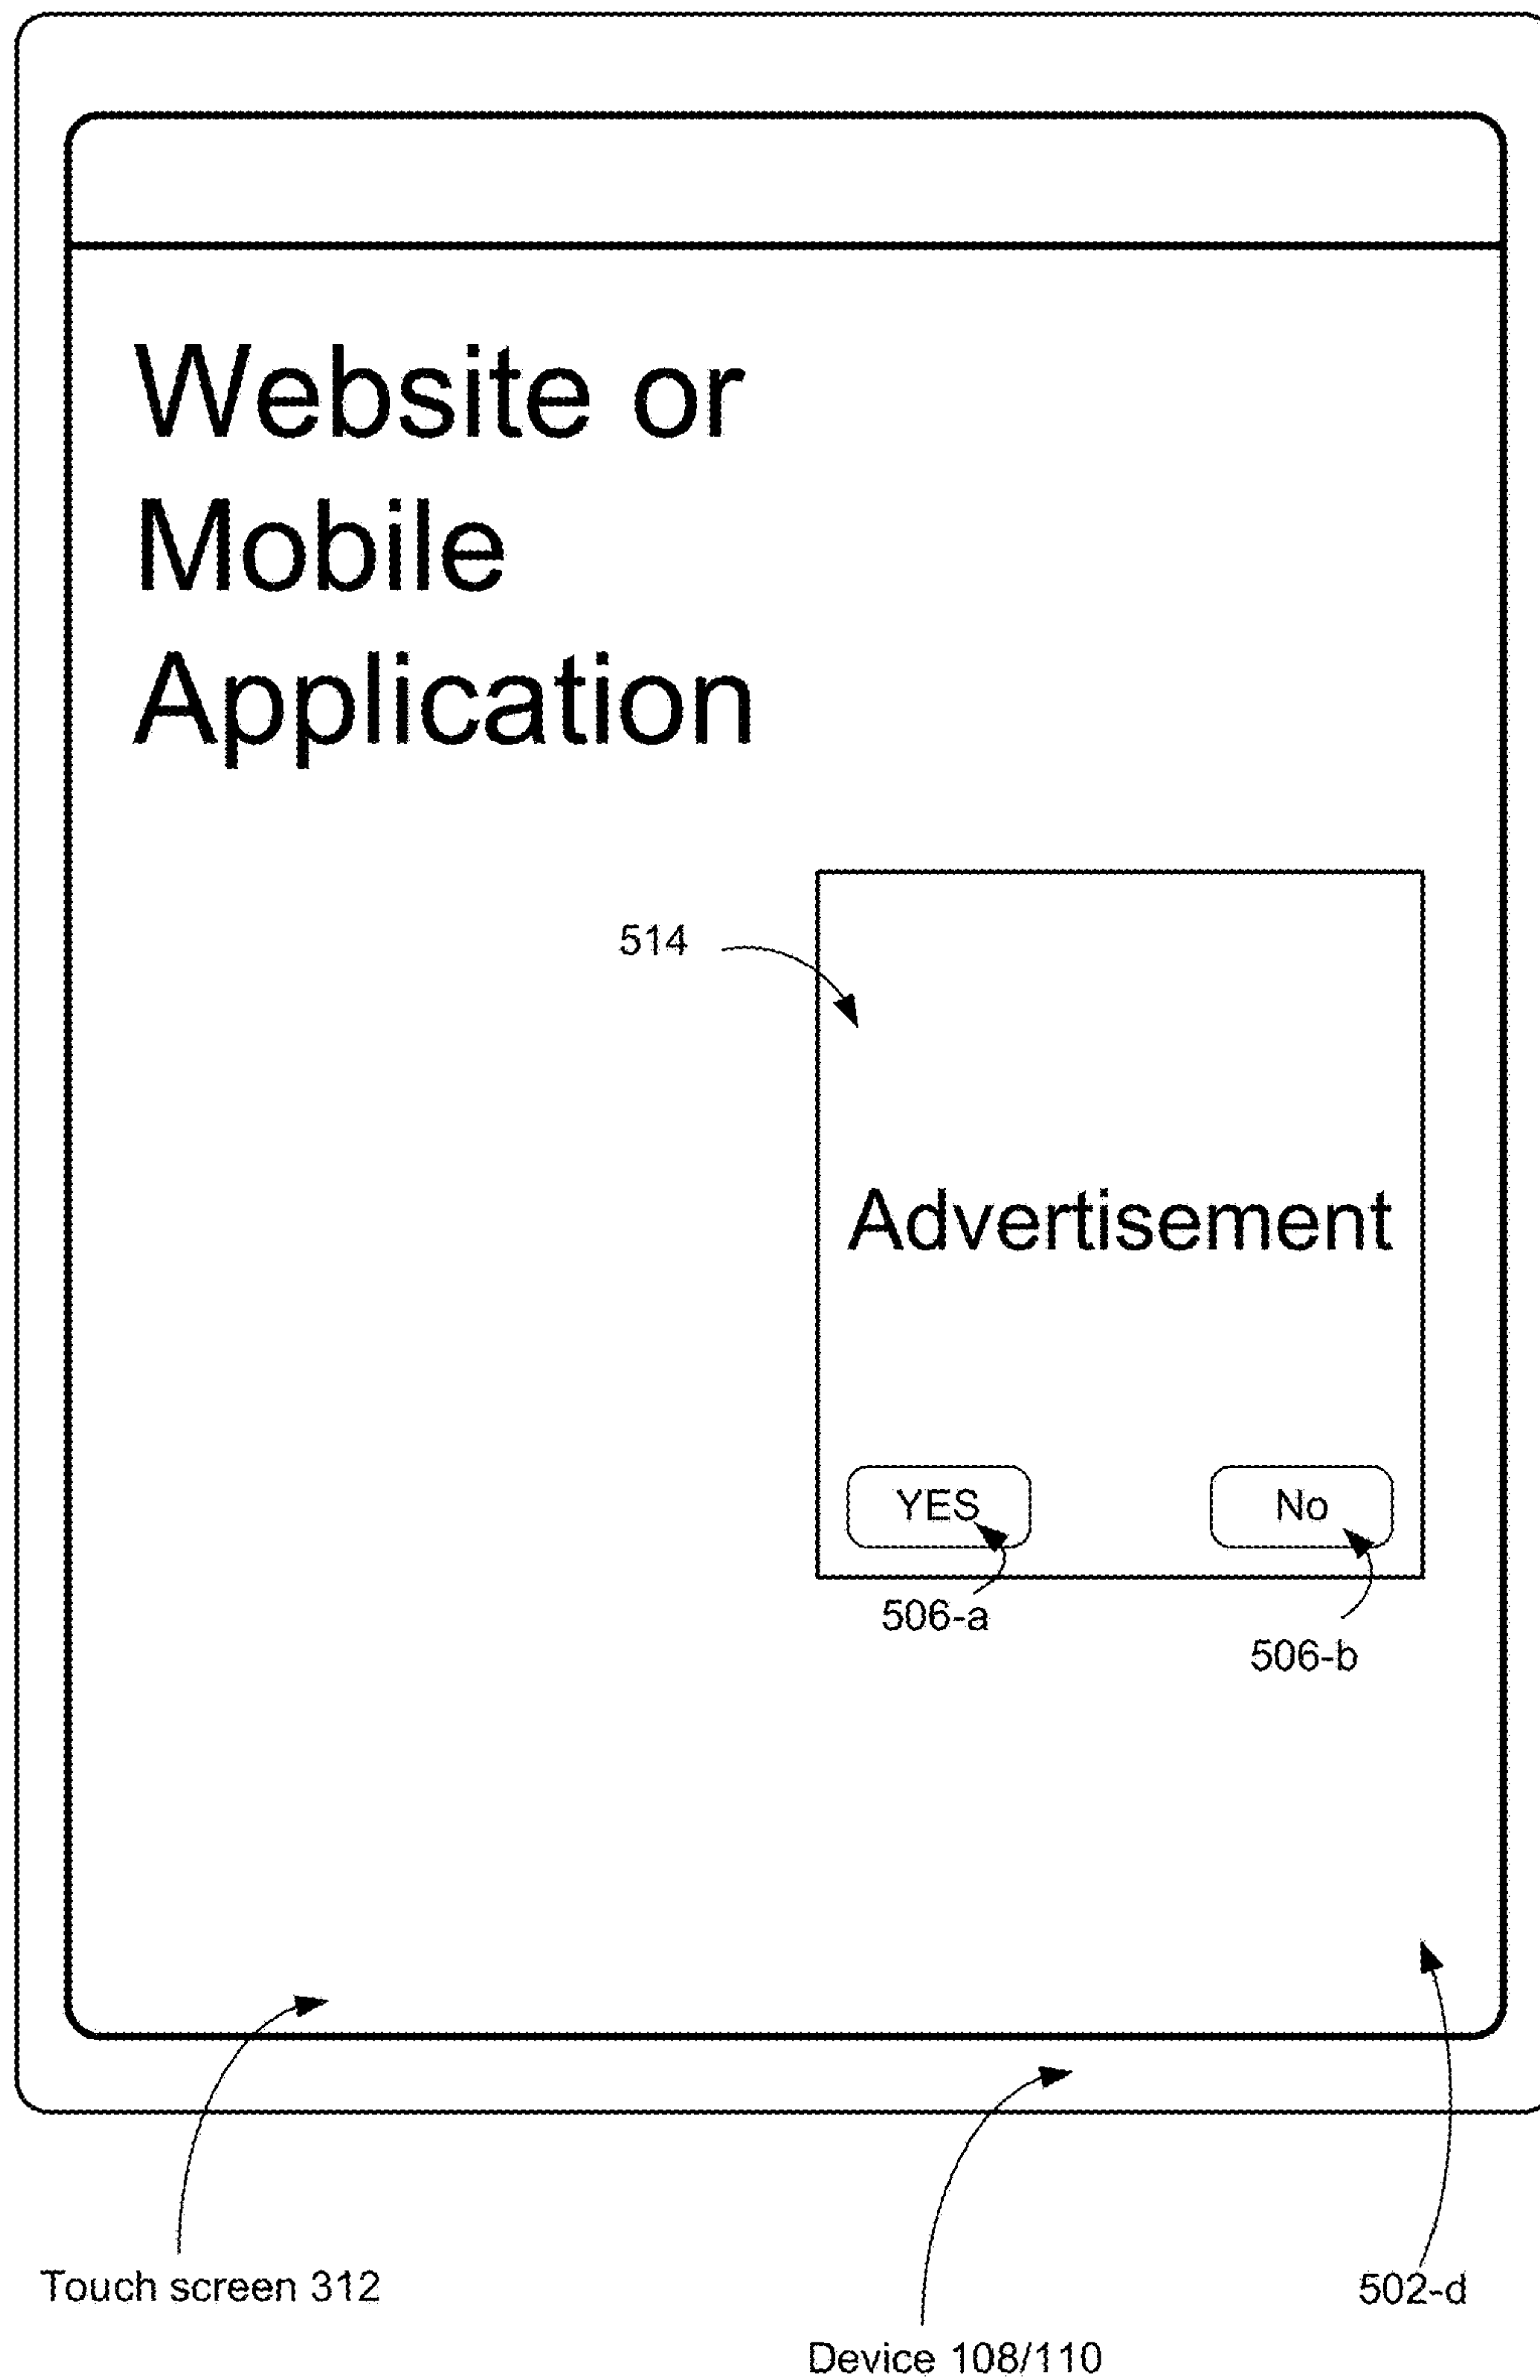 Website or
Mobile
Application
514
Advertisement
YES
No
506-a
506-b
Touch screen 312
502-d
Device 108/110